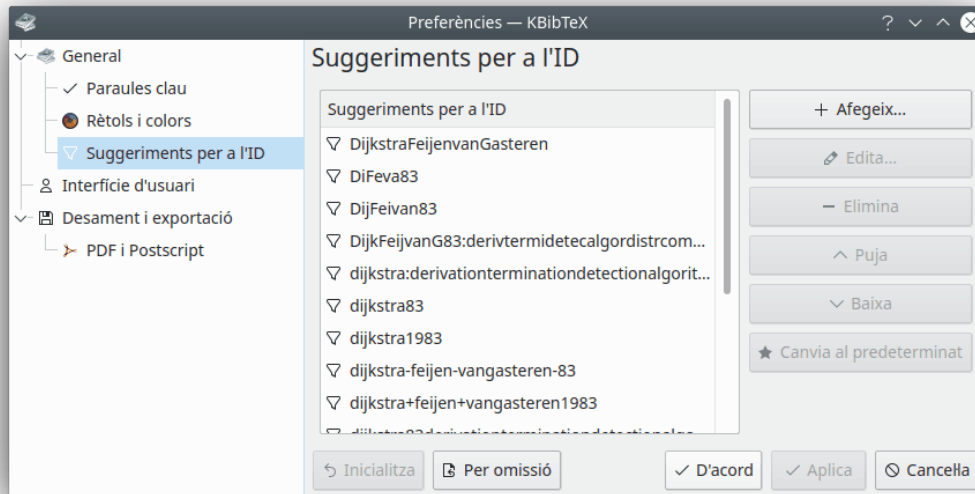 Preferències — KBibTeX
General
Paraules clau
Rètols i colors
Suggeriments per a l'ID
Interfície d'usuari
Desament i exportació
PDF i Postscript
Suggeriments per a l'ID
Suggeriments per a l'ID
DijkstraFeijenvanGasteren
DiFeva83
DijFeivan83
DijkFeijvanG83:derivtermidetecalgordistrcom...
dijkstra:derivationterminationdetectionalgorit...
dijkstra83
dijkstra1983
dijkstra-feijen-vangasteren-83
dijkstra+feijen+vangasteren1983
Afegeix...
Edita...
Elimina
Puja
Baixa
Canvia al predeterminat
Inicialitza
Per omissió
D'acord
Aplica
Canceŀla